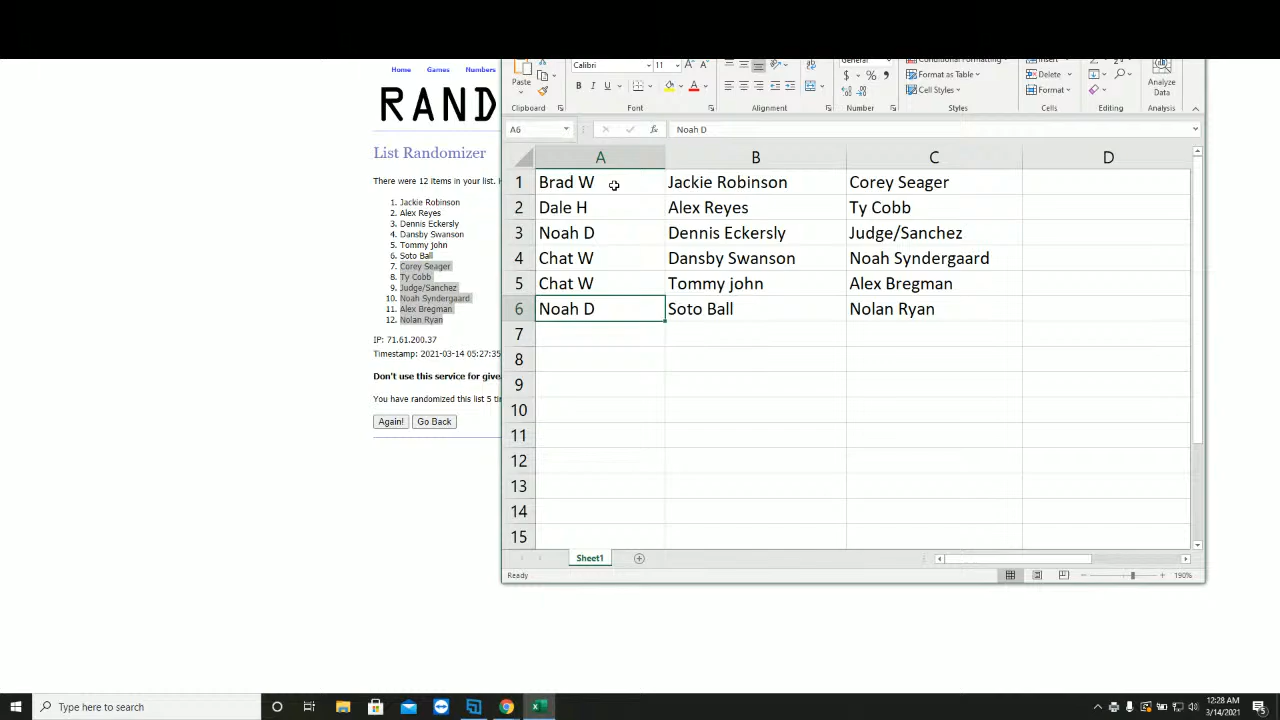 Home Games Numbers
RAND
List Randomizer
There were 12 items in your list.
1. Jackie Robinson
2. Alex Reyes
3. Dennis Eckersly
4. Dansby Swanson
5. Tommy john
6. Soto Ball
7. Corey Seager
8. Ty Cobb
9. Judge/Sanchez
10. Noah Syndergaard
11. Alex Bregman
12. Nolan Ryan
IP: 71.61.200.37
Timestamp: 2021-03-14 05:27:35
Don't use this service for give
You have randomized this list 5 ti
Again! Go Back
Calibri 11
Paste
B I U A
$ % ,
Format as Table
Cell Styles
Delete
Format
Analyze
Data
Clipboard Font Alignment Number Styles Cells Editing Analysis
A6 fx Noah D
A B C D
1 Brad W Jackie Robinson Corey Seager
2 Dale H Alex Reyes Ty Cobb
3 Noah D Dennis Eckersly Judge/Sanchez
4 Chat W Dansby Swanson Noah Syndergaard
5 Chat W Tommy john Alex Bregman
6 Noah D Soto Ball Nolan Ryan
7
8
9
10
11
12
13
14
15
Sheet1
Ready 190%
Type here to search
12:28 AM
3/14/2021